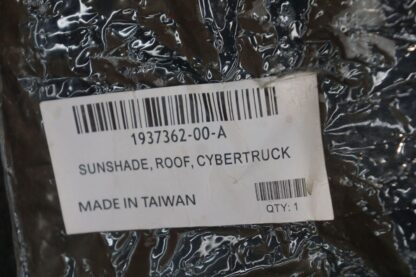 1937362-00-A
SUNSHADE, ROOF, CYBERTRUCK
MADE IN TAIWAN
QTY: 1